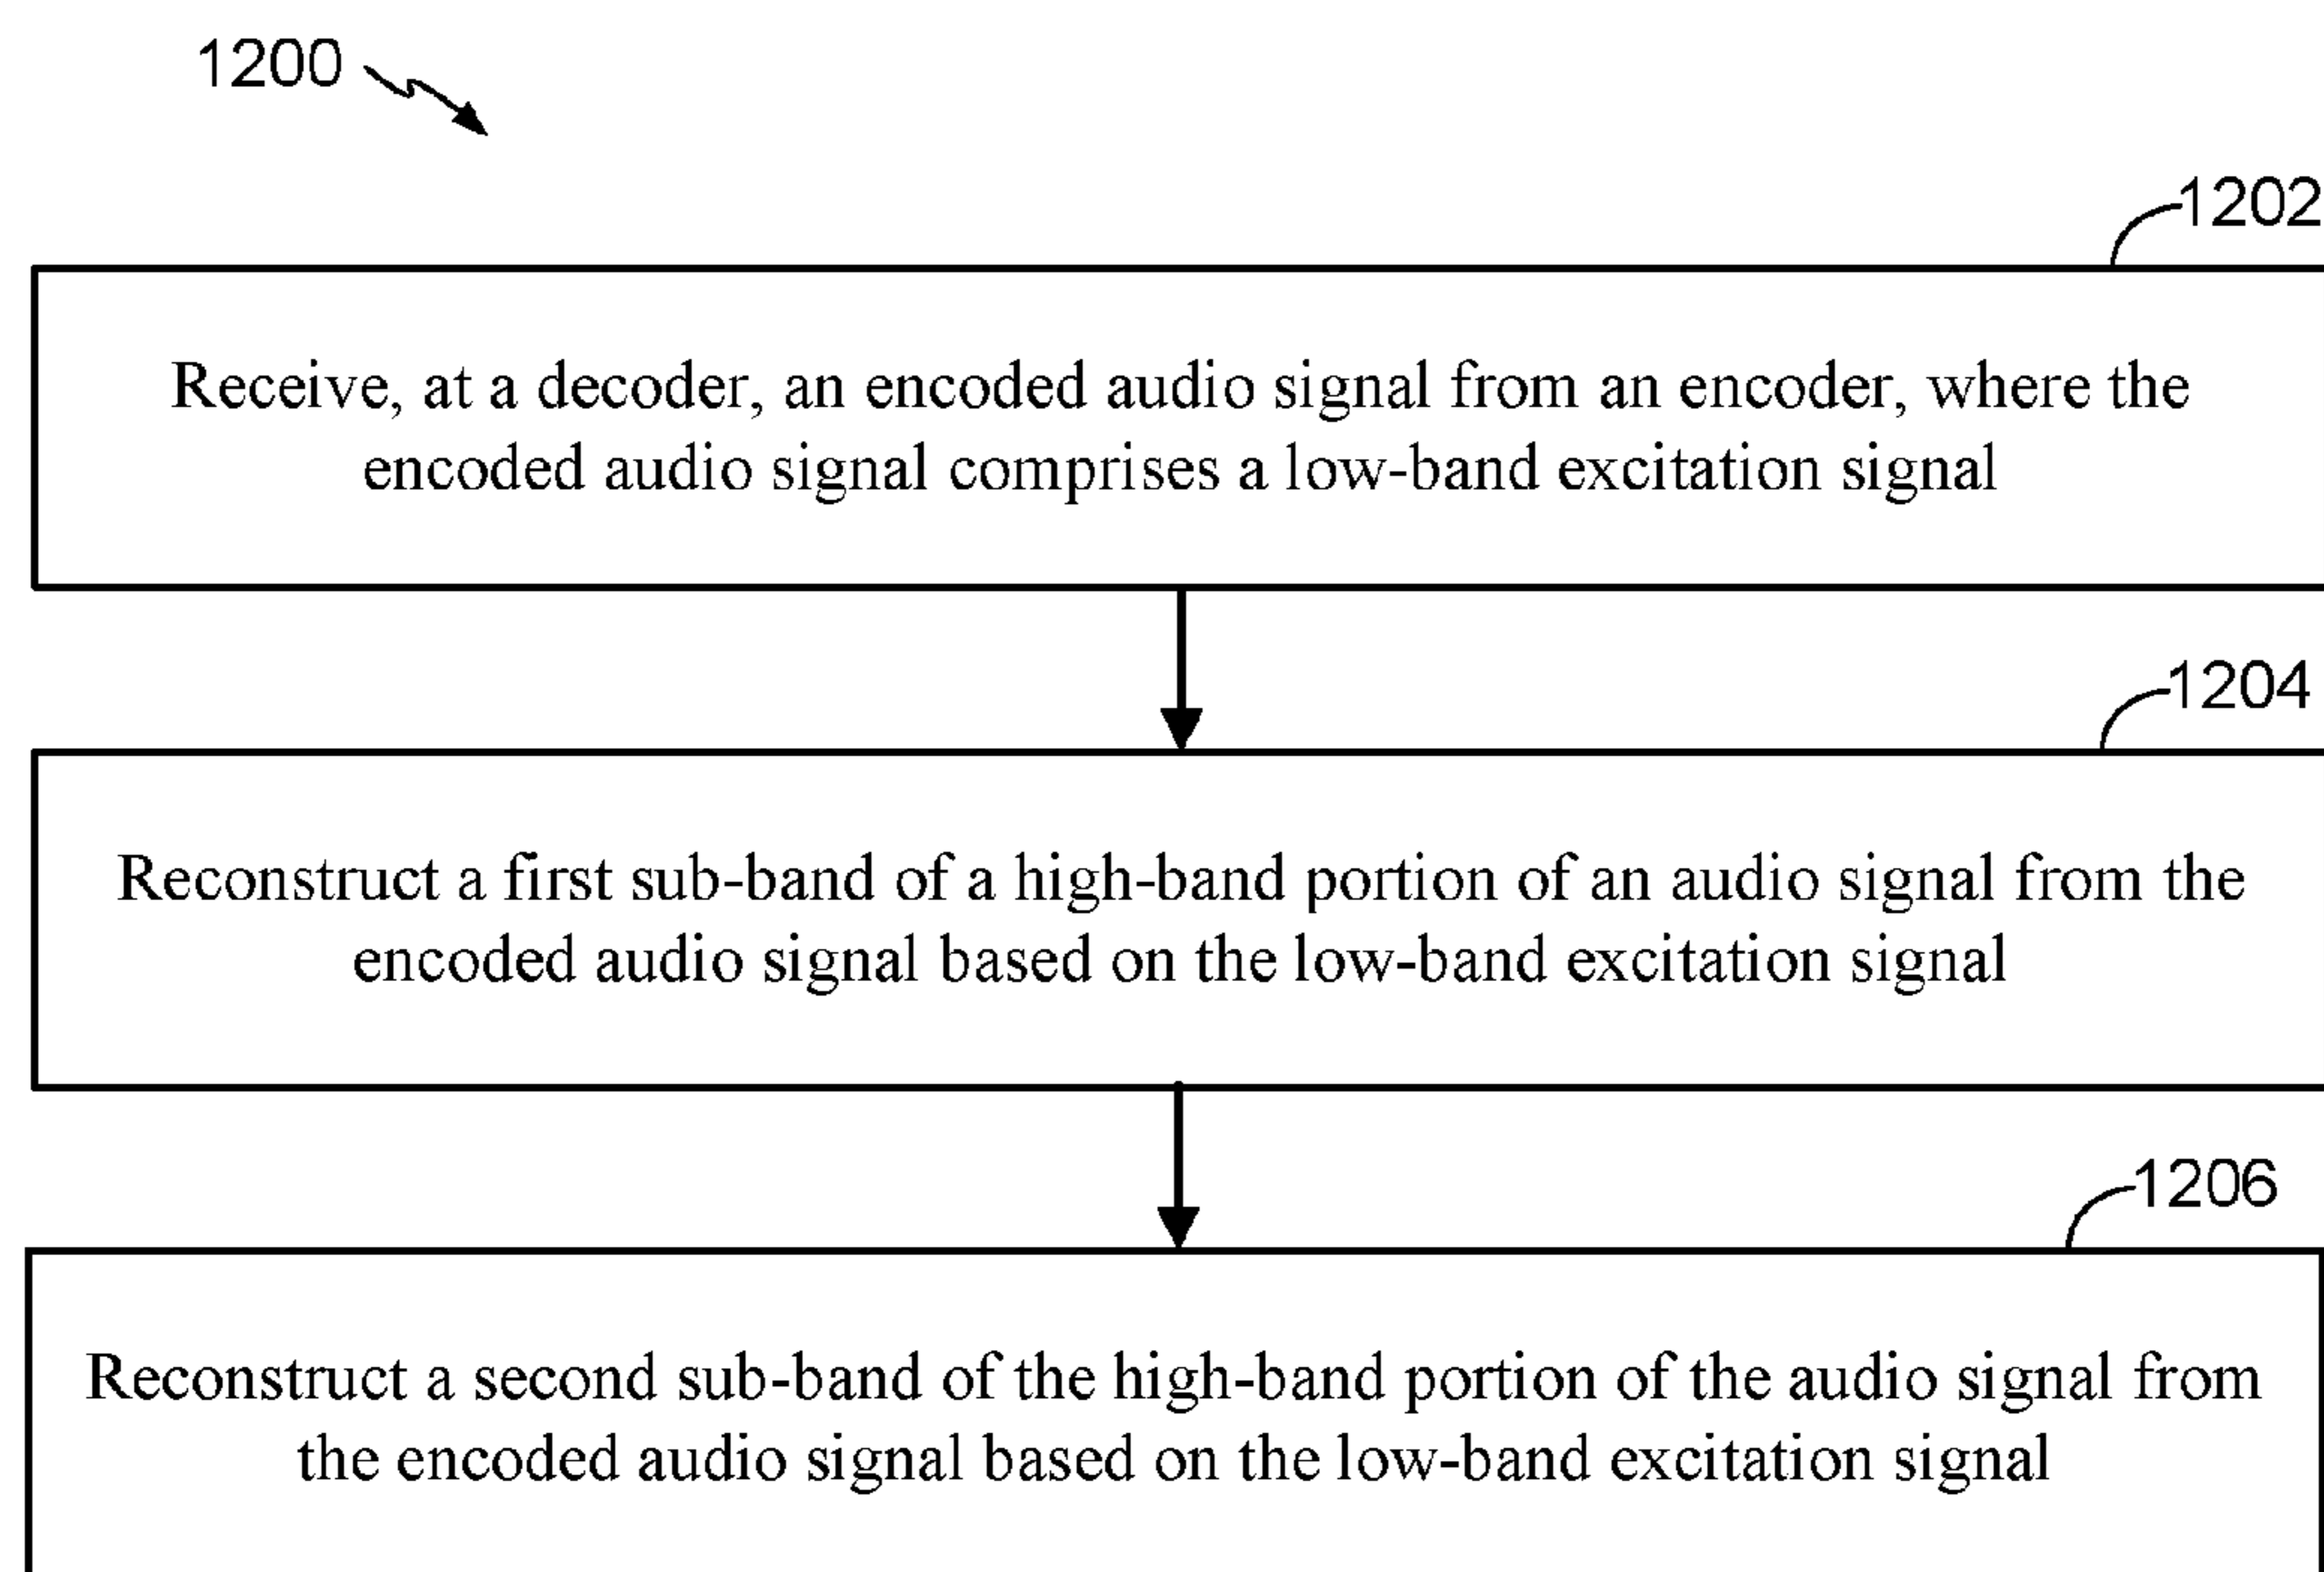 1200
1202
Receive, at a decoder, an encoded audio signal from an encoder, where the
encoded audio signal comprises a low-band excitation signal
1204
Reconstruct a first sub-band of a high-band portion of an audio signal from the
encoded audio signal based on the low-band excitation signal
1206
Reconstruct a second sub-band of the high-band portion of the audio signal from
the encoded audio signal based on the low-band excitation signal